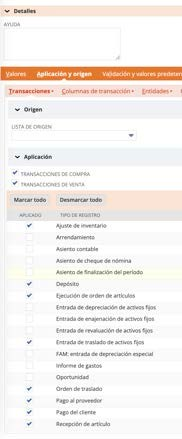 Detalles
AYUDA
Valores Aplicación y origen Validación y valores predeter
Transacciones • Columnas de transacción • Entidades •
Origen
LISTA DE ORIGEN
Aplicación
TRANSACCIONES DE COMPRA
TRANSACCIONES DE VENTA
Marcar todo Desmarcar todo
APLICADO TIPO DE REGISTRO
Ajuste de inventario
Arrendamiento
Asiento contable
Asiento de cheque de nómina
Asiento de finalización del período
Depósito
Ejecución de orden de artículos
Entrada de depreciación de activos fijos
Entrada de enajenación de activos fijos
Entrada de revaluación de activos fijos
Entrada de traslado de activos fijos
FAM: entrada de depreciación especial
Informe de gastos
Oportunidad
Orden de traslado
Pago al proveedor
Pago del cliente
Recepción de artículo